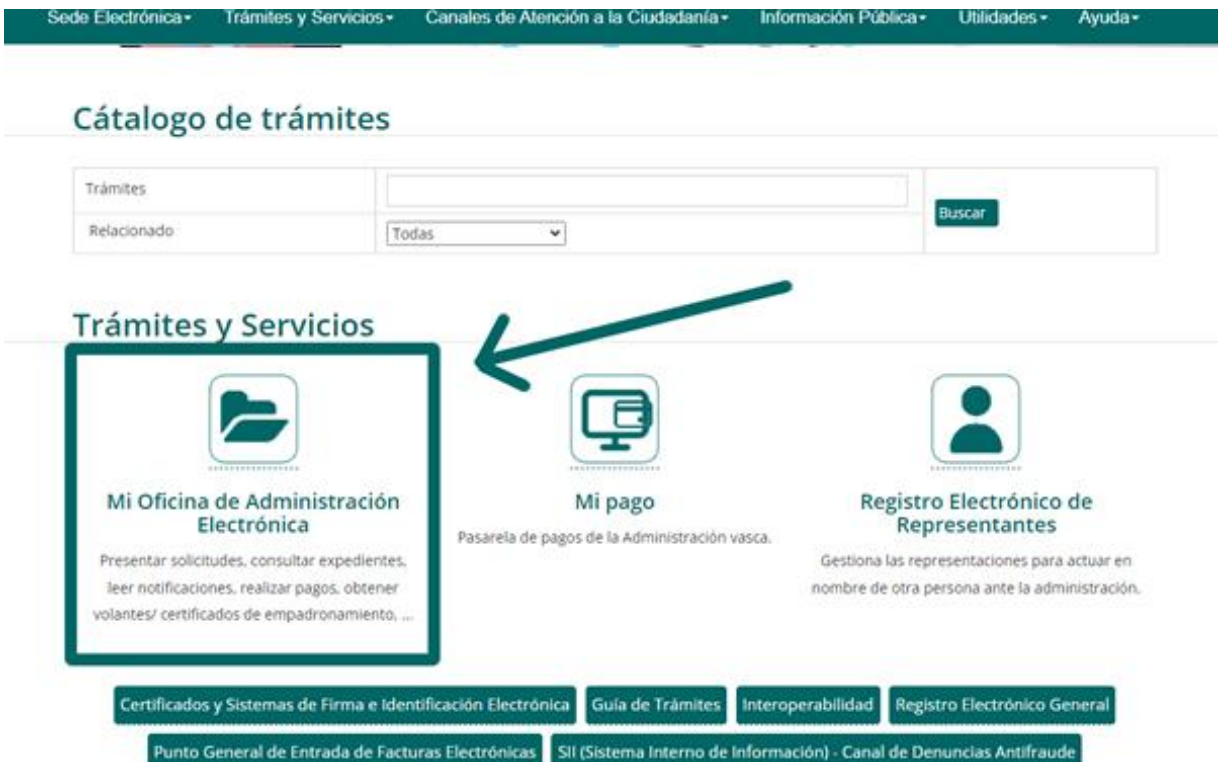 Sede Electrónica Trámites y Servicios Canales de Atención a la Ciudadanía Información Pública Utilidades Ayuda
Cátalogo de trámites
Trámites
Buscar
Relacionado
Todas
Trámites y Servicios
Mi Oficina de Administración
Electrónica
Presentar solicitudes, consultar expedientes,
leer notificaciones, realizar pagos, obtener
volantes/ certificados de empadronamiento, ...
Mi pago
Pasarela de pagos de la Administración vasca.
Registro Electrónico de
Representantes
Gestiona las representaciones para actuar en
nombre de otra persona ante la administración.
Certificados y Sistemas de Firma e Identificación Electrónica Guía de Trámites Interoperabilidad Registro Electrónico General
Punto General de Entrada de Facturas Electrónicas SII (Sistema Interno de Información) - Canal de Denuncias Antifraude